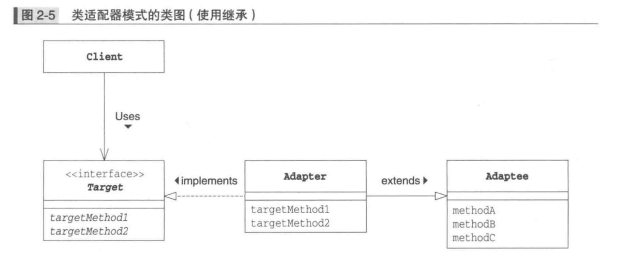 图 2-5 类适配器模式的类图（使用继承）
Client
Uses
<<interface>>
Target
targetMethod1
targetMethod2
implements
Adapter
targetMethod1
targetMethod2
extends
Adaptee
methodA
methodB
methodC